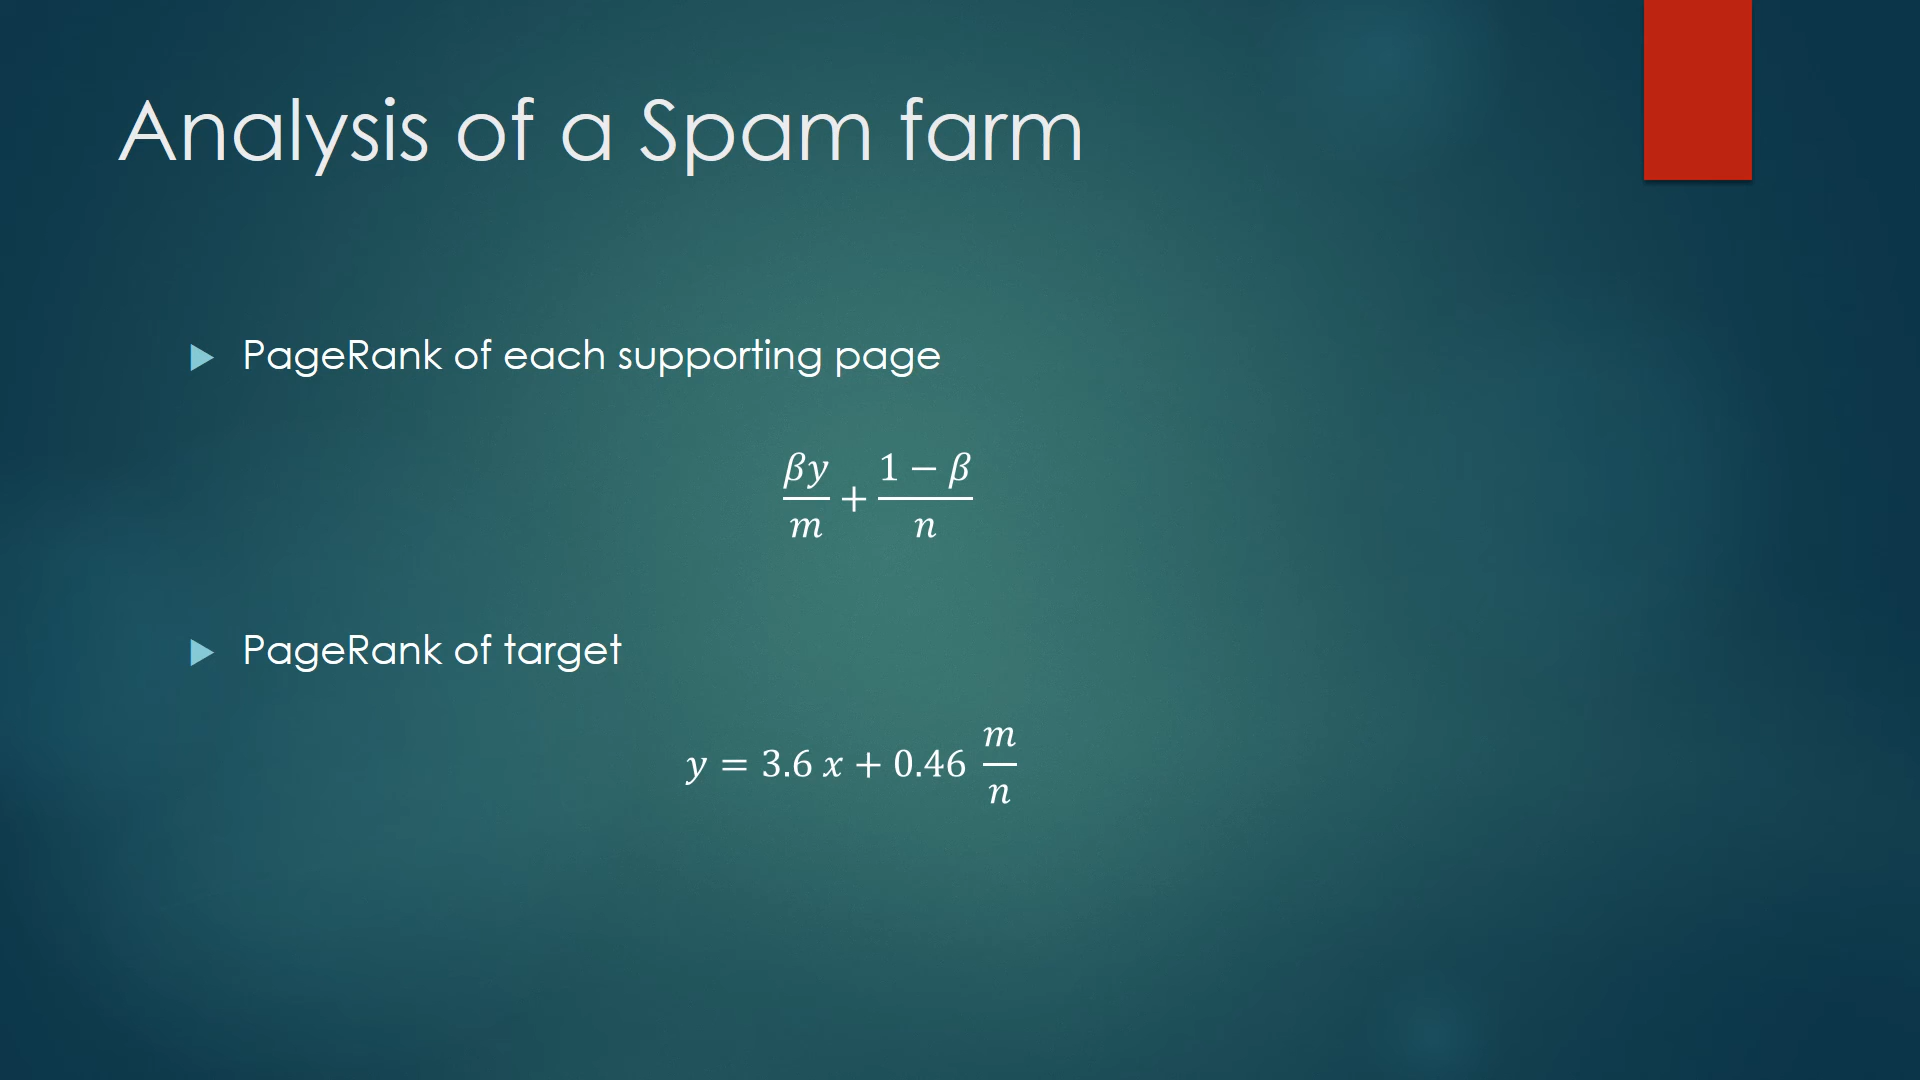 Analysis of a Spam farm
PageRank of each supporting page
βy/m + (1 − β)/n
PageRank of target
y = 3.6 x + 0.46 m/n